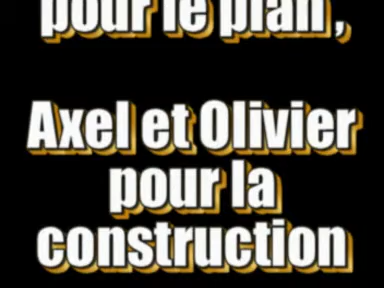 pour le plan ,
Axel et Olivier
pour la
construction